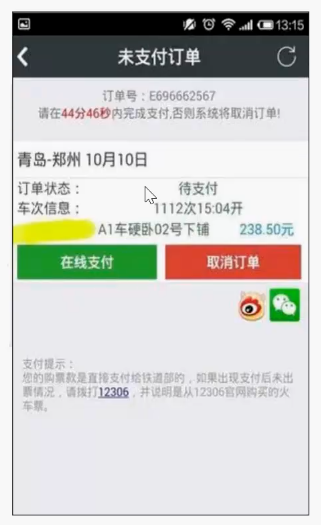 13:15
未支付订单
订单号：E696662567
请在44分46秒内完成支付,否则系统将取消订单!
青岛-郑州 10月10日
订单状态： 待支付
车次信息： 1112次15:04开
A1车硬卧02号下铺 238.50元
在线支付 取消订单
支付提示：
您的购票款是直接支付给铁道部的，如果出现支付后未出
票情况，请拨打12306，并说明是从12306官网购买的火
车票。